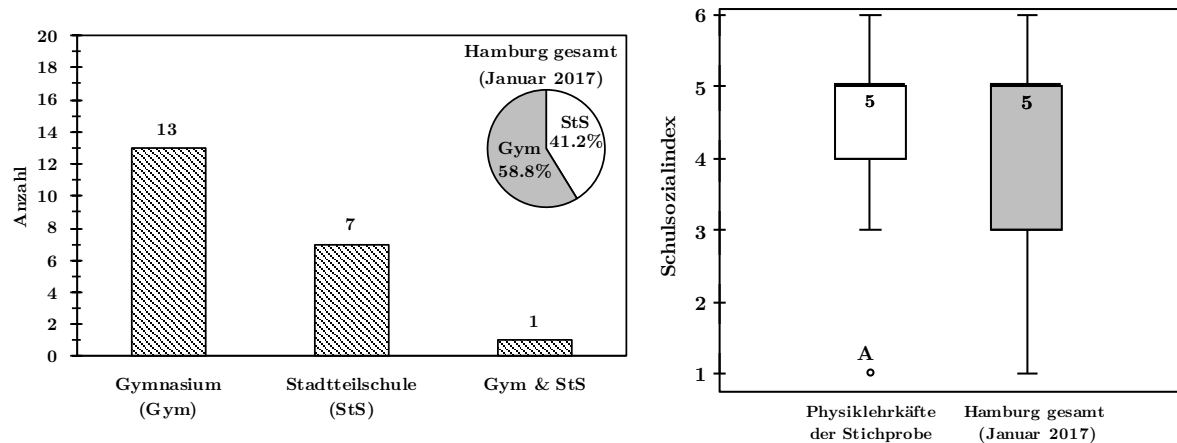 20
18
16
14
12
10
8
6
4
2
0
Anzahl
13
7
1
Gymnasium
(Gym)
Stadtteilschule
(StS)
Gym & StS
Hamburg gesamt
(Januar 2017)
StS
41.2%
Gym
58.8%
6
5
4
3
2
1
Schulsozialindex
5
5
A
Physiklehrkäfte
der Stichprobe
Hamburg gesamt
(Januar 2017)